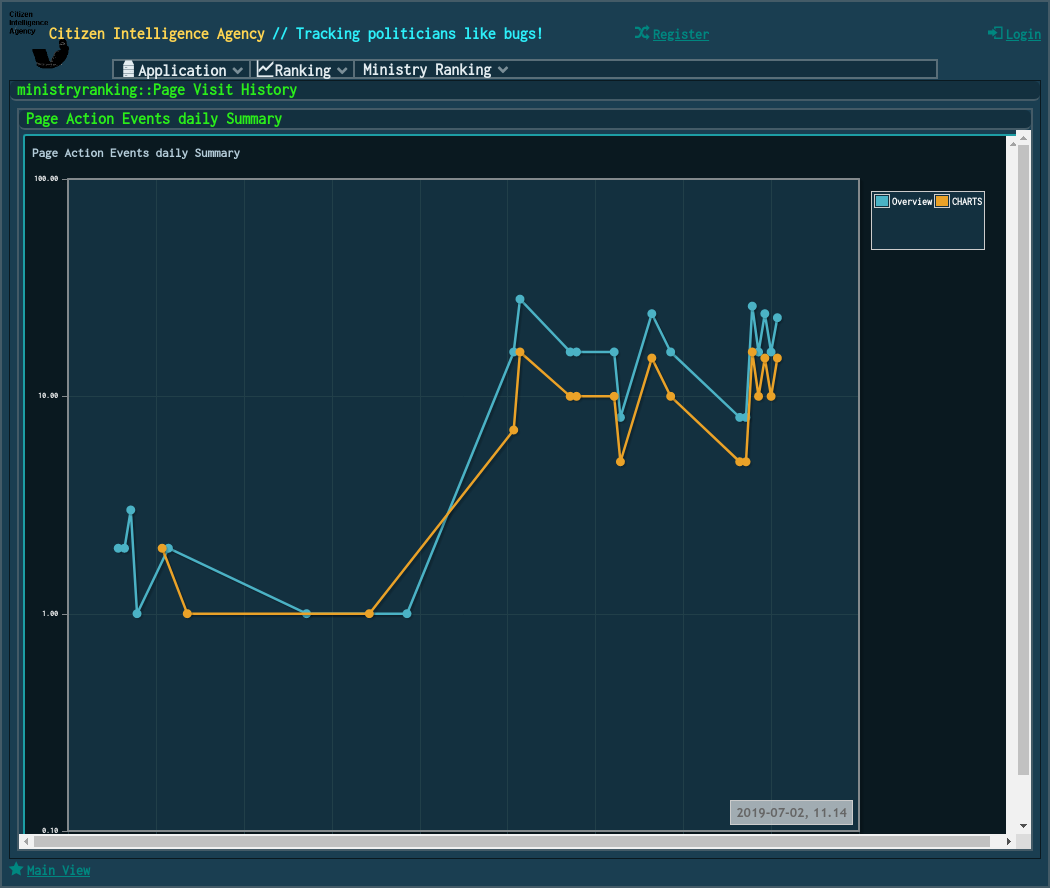 Citizen
Intelligence
Agency
Citizen Intelligence Agency // Tracking politicians like bugs!
Register
Login
Application
Ranking
Ministry Ranking
ministryranking::Page Visit History
Page Action Events daily Summary
Page Action Events daily Summary
100.00
Overview CHARTS
10.00
1.00
0.10
2019-07-02, 11.14
Main View